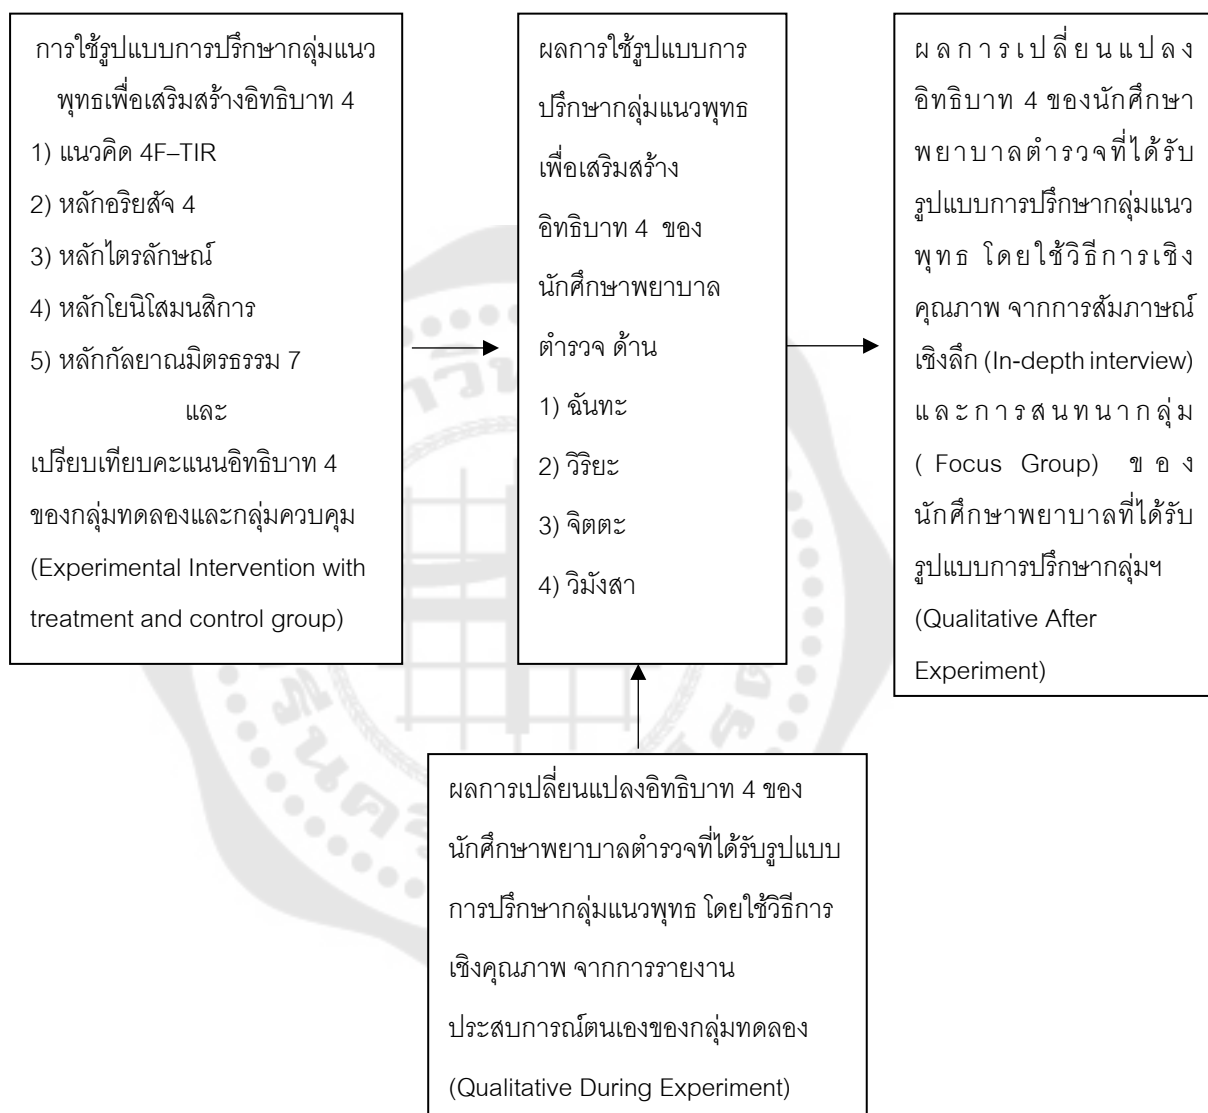 การใช้รูปแบบการปรึกษากลุ่มแนว
พุทธเพื่อเสริมสร้างอิทธิบาท 4
1) แนวคิด 4F–TIR
2) หลักอริยสัจ 4
3) หลักไตรลักษณ์
4) หลักโยนิโสมนสิการ
5) หลักกัลยาณมิตรธรรม 7
และ
เปรียบเทียบคะแนนอิทธิบาท 4
ของกลุ่มทดลองและกลุ่มควบคุม
(Experimental Intervention with
treatment and control group)
ผลการใช้รูปแบบการ
ปรึกษากลุ่มแนวพุทธ
เพื่อเสริมสร้าง
อิทธิบาท 4 ของ
นักศึกษาพยาบาล
ตำรวจ ด้าน
1) ฉันทะ
2) วิริยะ
3) จิตตะ
4) วิมังสา
ผลการเปลี่ยนแปลง
อิทธิบาท 4 ของนักศึกษา
พยาบาลตำรวจที่ได้รับ
รูปแบบการปรึกษากลุ่มแนว
พุทธ โดยใช้วิธีการเชิง
คุณภาพ จากการสัมภาษณ์
เชิงลึก (In-depth interview)
และการสนทนากลุ่ม
( Focus Group) ของ
นักศึกษาพยาบาลที่ได้รับ
รูปแบบการปรึกษากลุ่มฯ
(Qualitative After
Experiment)
ผลการเปลี่ยนแปลงอิทธิบาท 4 ของ
นักศึกษาพยาบาลตำรวจที่ได้รับรูปแบบ
การปรึกษากลุ่มแนวพุทธ โดยใช้วิธีการ
เชิงคุณภาพ จากการรายงาน
ประสบการณ์ตนเองของกลุ่มทดลอง
(Qualitative During Experiment)